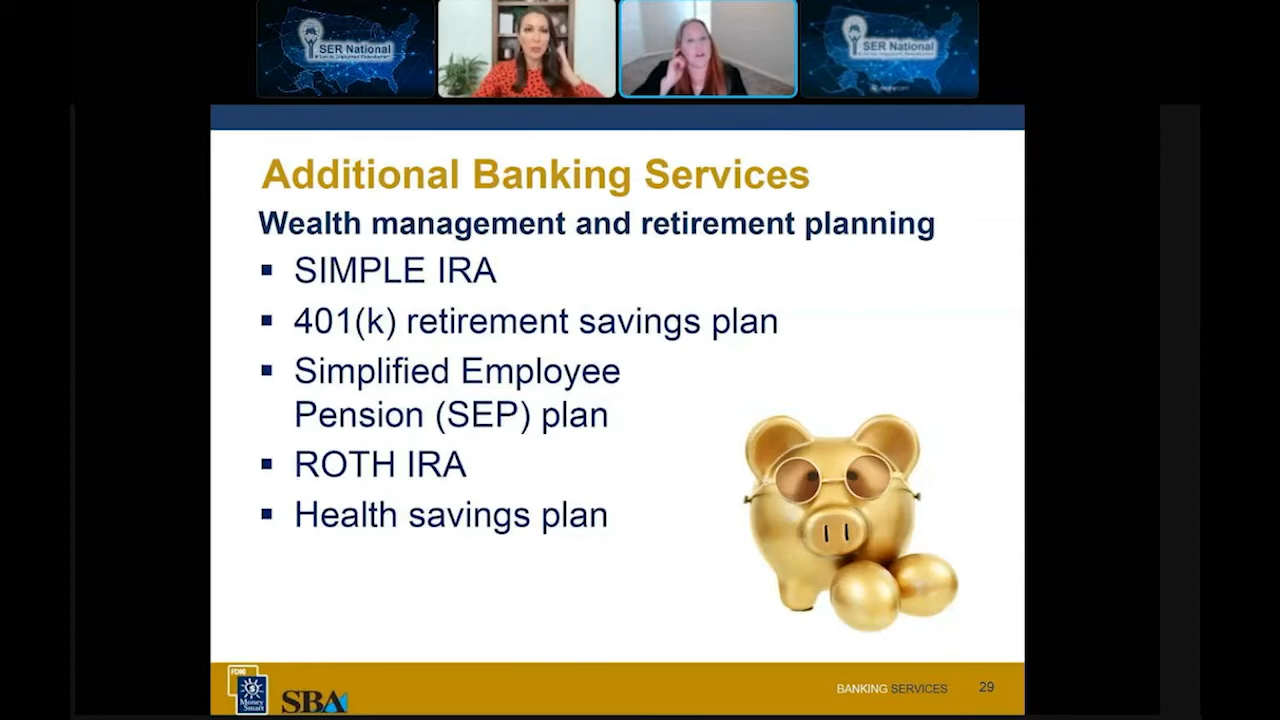 SER National
SER National
Additional Banking Services
Wealth management and retirement planning
▪ SIMPLE IRA
▪ 401(k) retirement savings plan
▪ Simplified Employee
Pension (SEP) plan
▪ ROTH IRA
▪ Health savings plan
FDIC
Money
Smart
SBA
BANKING SERVICES 29